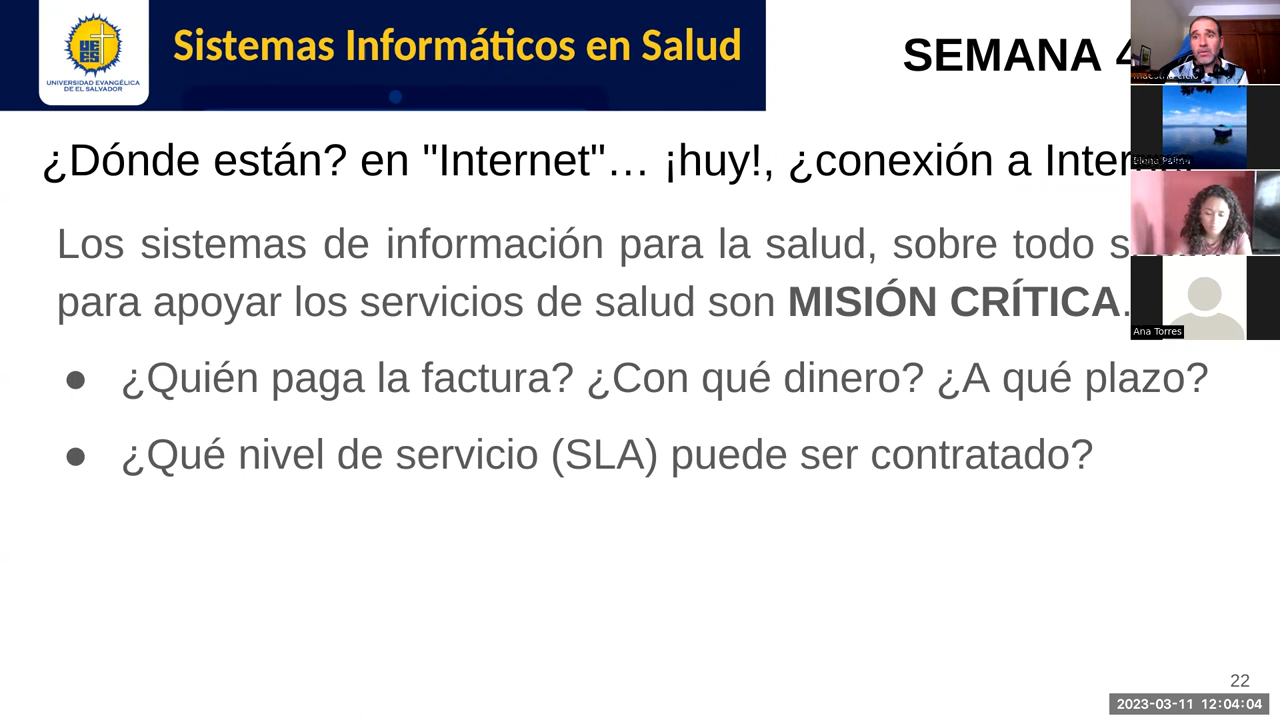 UNIVERSIDAD EVANGÉLICA
DE EL SALVADOR
Sistemas Informáticos en Salud
SEMANA 4
¿Dónde están? en "Internet"… ¡huy!, ¿conexión a
Los sistemas de información para la salud, sobre todo
para apoyar los servicios de salud son MISIÓN CRÍTICA.
● ¿Quién paga la factura? ¿Con qué dinero? ¿A qué plazo?
● ¿Qué nivel de servicio (SLA) puede ser contratado?
Ana Torres
22
2023-03-11 12:04:04